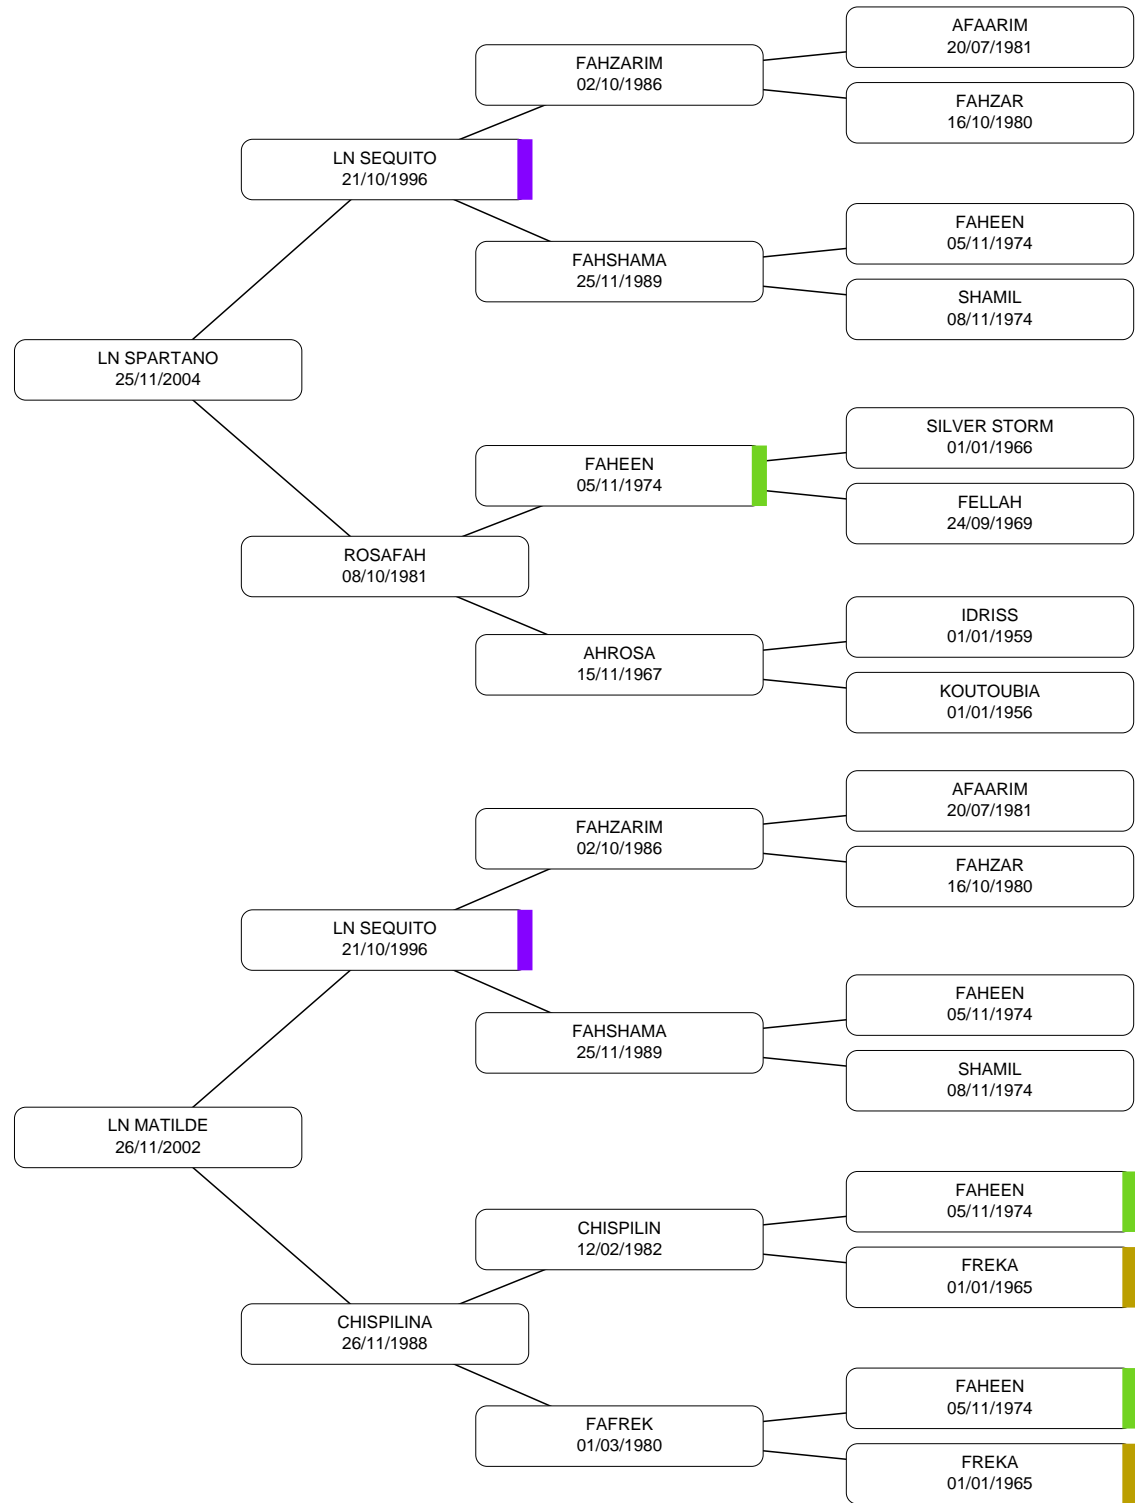 AFAARIM
20/07/1981
FAHZARIM
02/10/1986
FAHZAR
16/10/1980
LN SEQUITO
21/10/1996
FAHEEN
05/11/1974
FAHSHAMA
25/11/1989
SHAMIL
08/11/1974
LN SPARTANO
25/11/2004
SILVER STORM
01/01/1966
FAHEEN
05/11/1974
FELLAH
24/09/1969
ROSAFAH
08/10/1981
IDRISS
01/01/1959
AHROSA
15/11/1967
KOUTOUBIA
01/01/1956
AFAARIM
20/07/1981
FAHZARIM
02/10/1986
FAHZAR
16/10/1980
LN SEQUITO
21/10/1996
FAHEEN
05/11/1974
FAHSHAMA
25/11/1989
SHAMIL
08/11/1974
LN MATILDE
26/11/2002
FAHEEN
05/11/1974
CHISPILIN
12/02/1982
FREKA
01/01/1965
CHISPILINA
26/11/1988
FAHEEN
05/11/1974
FAFREK
01/03/1980
FREKA
01/01/1965